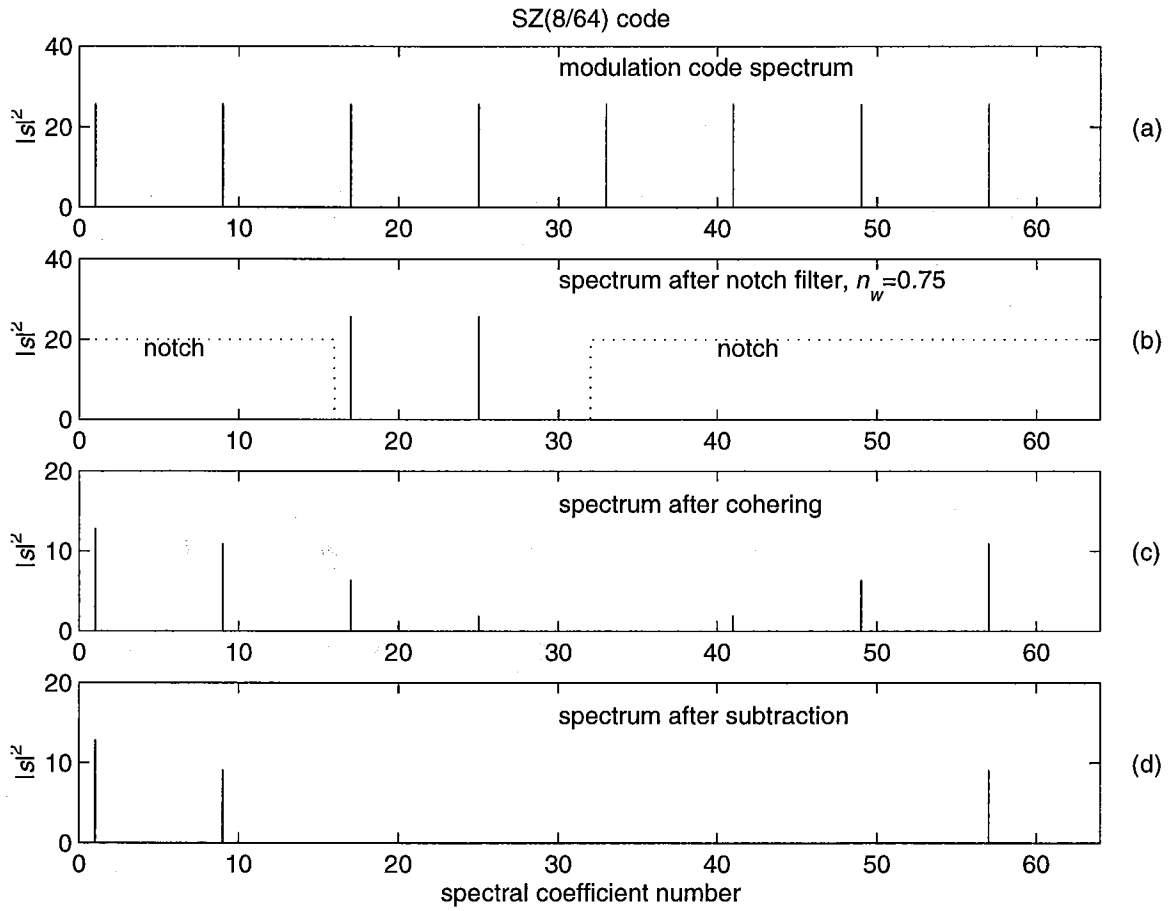 SZ(8/64) code
40
modulation code spectrum
|s|²
20
(a)
0
0 10 20 30 40 50 60
40
spectrum after notch filter, n_w=0.75
|s|²
20
notch
notch
(b)
0
0 10 20 30 40 50 60
20
spectrum after cohering
|s|²
10
(c)
0
0 10 20 30 40 50 60
20
spectrum after subtraction
|s|²
10
(d)
0
0 10 20 30 40 50 60
spectral coefficient number